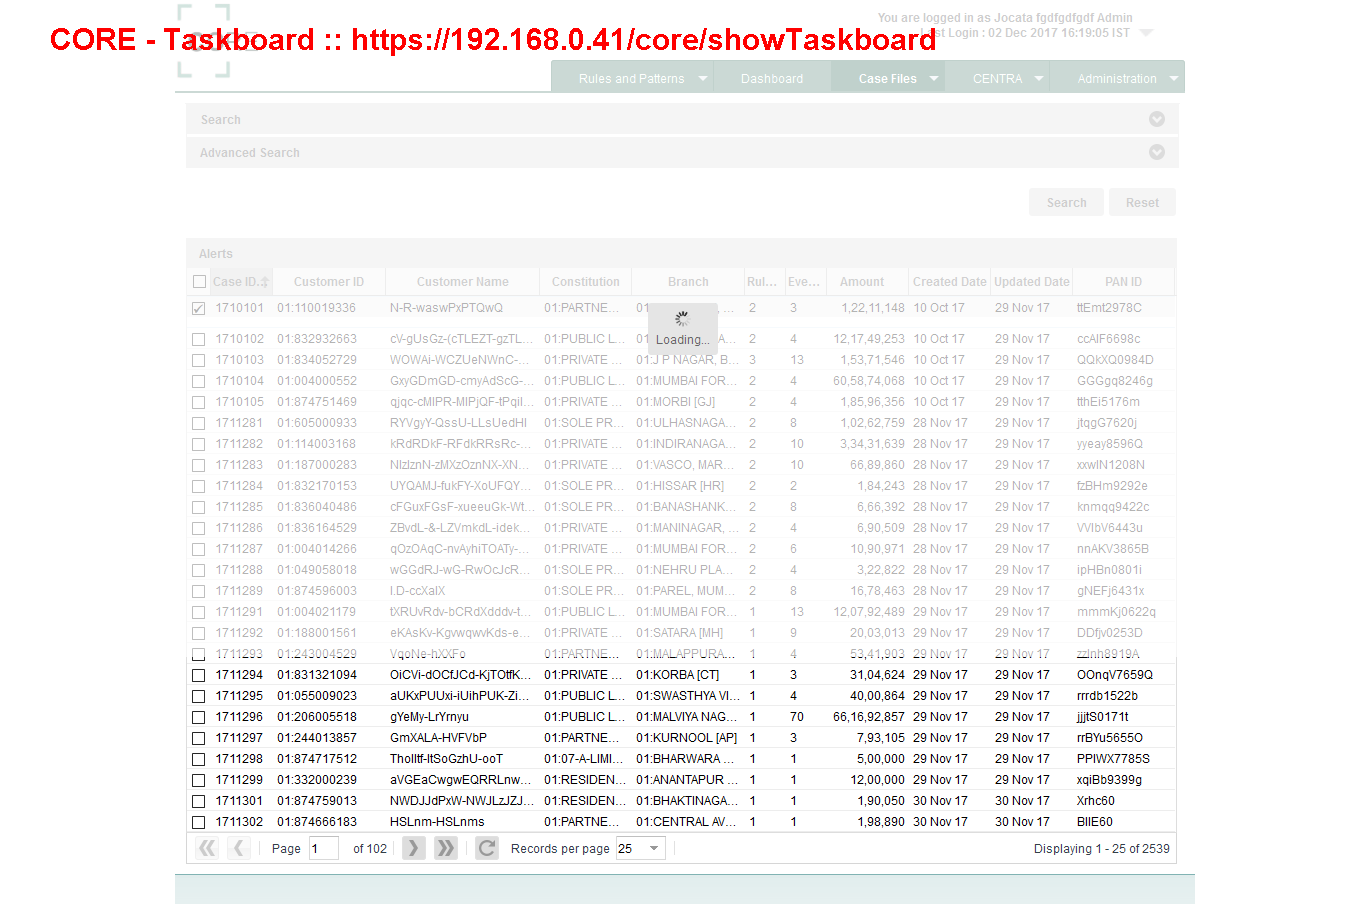 You are logged in as Jocata fgdfgdfgdf Admin
CORE - Taskboard :: https://192.168.0.41/core/showTaskboard
Last Login : 02 Dec 2017 16:19:05 IST
Rules and Patterns Dashboard Case Files CENTRA Administration
Search
Advanced Search
Search Reset
Alerts
Case ID. Customer ID Customer Name Constitution Branch Rul... Eve... Amount Created Date Updated Date PAN ID
1710101 01:110019336 N-R-waswPxPTQwQ 01:PARTNE... 2 3 1,22,11,148 10 Oct 17 29 Nov 17 ttEmt2978C
Loading...
1710102 01:832932663 cV-gUsGz-(cTLEZT-gzTL... 01:PUBLIC L... 2 4 12,17,49,253 10 Oct 17 29 Nov 17 ccAIF6698c
1710103 01:834052729 WOWAi-WCZUeNWnC-... 01:PRIVATE ... 01:J P NAGAR, B... 3 13 1,53,71,546 10 Oct 17 29 Nov 17 QQkXQ0984D
1710104 01:004000552 GxyGDmGD-cmyAdScG-... 01:PUBLIC L... 01:MUMBAI FOR... 2 4 60,58,74,068 10 Oct 17 29 Nov 17 GGGgq8246g
1710105 01:874751469 qjqc-cMIPR-MIPjQF-tPqiI... 01:PRIVATE ... 01:MORBI [GJ] 2 4 1,85,96,356 10 Oct 17 29 Nov 17 tthEi5176m
1711281 01:605000933 RYVgyY-QssU-LLsUedHI 01:SOLE PR... 01:ULHASNAGA... 2 8 1,02,62,759 28 Nov 17 29 Nov 17 jtqgG7620j
1711282 01:114003168 kRdRDkF-RFdkRRsRc-... 01:PRIVATE ... 01:INDIRANAGA... 2 10 3,34,31,639 28 Nov 17 29 Nov 17 yyeay8596Q
1711283 01:187000283 NIzIznN-zMXzOznNX-XN... 01:PRIVATE ... 01:VASCO, MAR... 2 10 66,89,860 28 Nov 17 29 Nov 17 xxwIN1208N
1711284 01:832170153 UYQAMJ-fukFY-XoUFQY... 01:SOLE PR... 01:HISSAR [HR] 2 2 1,84,243 28 Nov 17 29 Nov 17 fzBHm9292e
1711285 01:836040486 cFGuxFGsF-xueeuGk-Wt... 01:SOLE PR... 01:BANASHANK... 2 8 6,66,392 28 Nov 17 29 Nov 17 knmqq9422c
1711286 01:836164529 ZBvdL-&-LZVmkdL-idek... 01:PRIVATE ... 01:MANINAGAR, ... 2 4 6,90,509 28 Nov 17 29 Nov 17 VVIbV6443u
1711287 01:004014266 qOzOAqC-nvAyhiTOATy-... 01:PRIVATE ... 01:MUMBAI FOR... 2 6 10,90,971 28 Nov 17 29 Nov 17 nnAKV3865B
1711288 01:049058018 wGGdRJ-wG-RwOcJcR... 01:SOLE PR... 01:NEHRU PLA... 2 4 3,22,822 28 Nov 17 29 Nov 17 ipHBn0801i
1711289 01:874596003 I.D-ccXaIX 01:SOLE PR... 01:PAREL, MUM... 2 8 16,78,463 28 Nov 17 29 Nov 17 gNEFj6431x
1711291 01:004021179 tXRUvRdv-bCRdXdddv-t... 01:PUBLIC L... 01:MUMBAI FOR... 1 13 12,07,92,489 29 Nov 17 29 Nov 17 mmmKj0622q
1711292 01:188001561 eKAsKv-KgvwqwvKds-e... 01:PRIVATE ... 01:SATARA [MH] 1 9 20,03,013 29 Nov 17 29 Nov 17 DDfjv0253D
1711293 01:243004529 VqoNe-hXXFo 01:PARTNE... 01:MALAPPURA... 1 4 53,41,903 29 Nov 17 29 Nov 17 zzInh8919A
1711294 01:831321094 OiCVi-dOCfJCd-KjTOtfK... 01:PRIVATE ... 01:KORBA [CT] 1 3 31,04,624 29 Nov 17 29 Nov 17 OOnqV7659Q
1711295 01:055009023 aUKxPUUxi-iUihPUK-Zi... 01:PUBLIC L... 01:SWASTHYA VI... 1 4 40,00,864 29 Nov 17 29 Nov 17 rrrdb1522b
1711296 01:206005518 gYeMy-LrYrnyu 01:PUBLIC L... 01:MALVIYA NAG... 1 70 66,16,92,857 29 Nov 17 29 Nov 17 jjjtS0171t
1711297 01:244013857 GmXALA-HVFVbP 01:PARTNE... 01:KURNOOL [AP] 1 3 7,93,105 29 Nov 17 29 Nov 17 rrBYu5655O
1711298 01:874717512 ThoIItf-ItSoGzhU-ooT 01:07-A-LIMI... 01:BHARWARA ... 1 1 5,00,000 29 Nov 17 29 Nov 17 PPIWX7785S
1711299 01:332000239 aVGEaCwgwEQRRLnw... 01:RESIDEN... 01:ANANTAPUR ... 1 1 12,00,000 29 Nov 17 29 Nov 17 xqiBb9399g
1711301 01:874759013 NWDJJdPxW-NWJLzJZJ... 01:RESIDEN... 01:BHAKTINAGA... 1 1 1,90,050 30 Nov 17 30 Nov 17 Xrhc60
1711302 01:874666183 HSLnm-HSLnms 01:PARTNE... 01:CENTRAL AV... 1 1 1,98,890 30 Nov 17 30 Nov 17 BIIE60
Page 1 of 102 Records per page 25 Displaying 1 - 25 of 2539